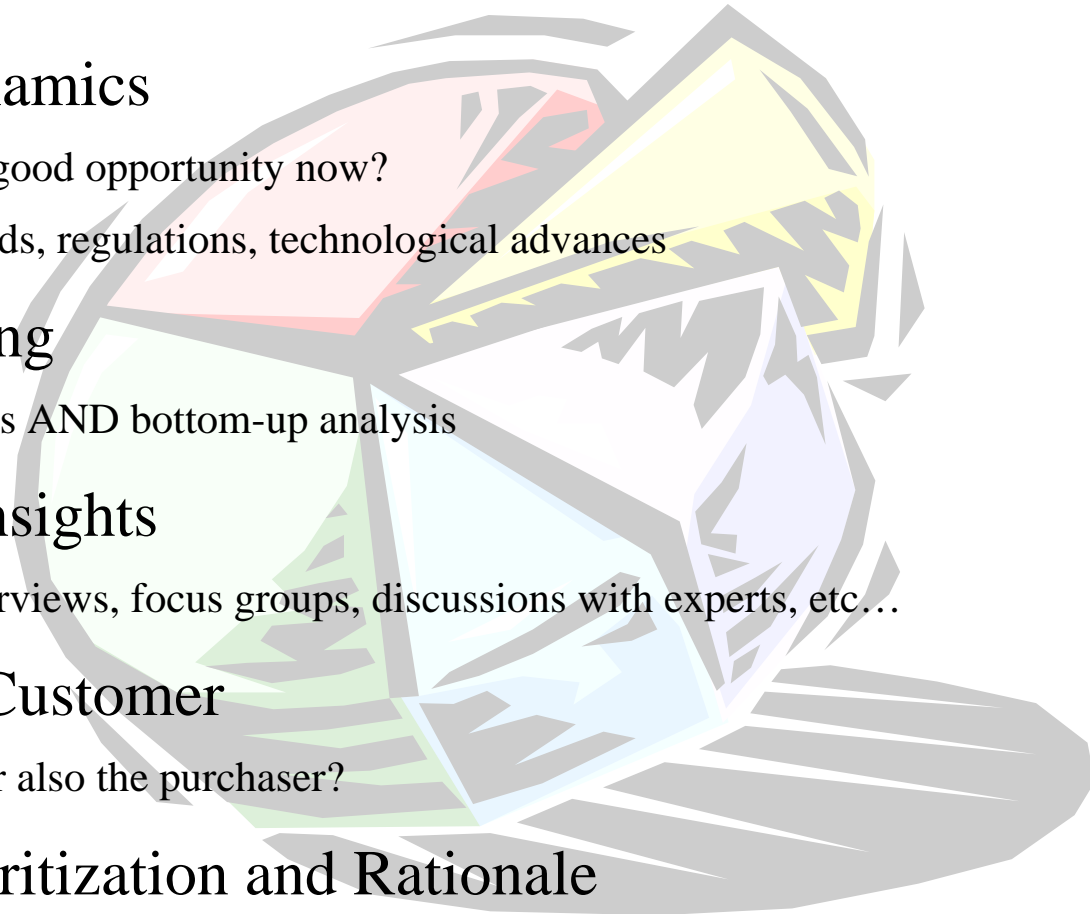 amics
good opportunity now?
ds, regulations, technological advances
ng
s AND bottom-up analysis
nsights
rviews, focus groups, discussions with experts, etc…
Customer
r also the purchaser?
ritization and Rationale